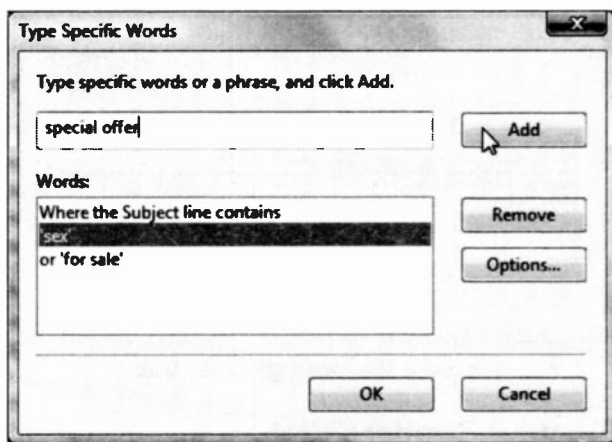 Type Specific Words
Type specific words or a phrase, and click Add.
special offer
Add
Words:
Where the Subject line contains
'sex'
or 'for sale'
Remove
Options...
OK
Cancel